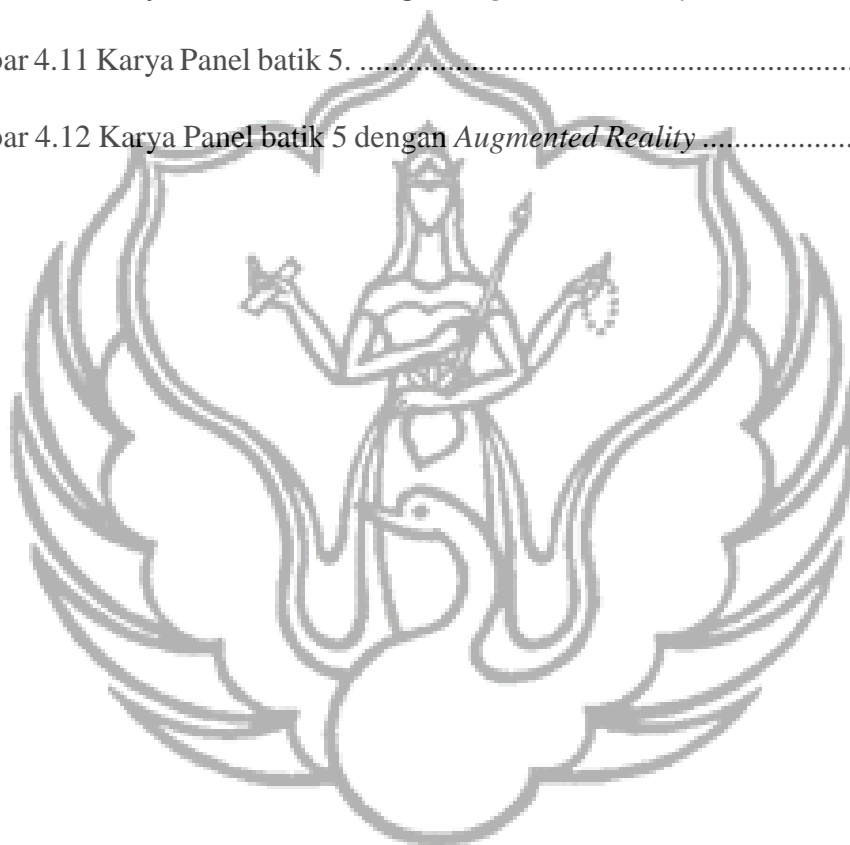 bar 4.11 Karya Panel batik 5. ..............................................................
bar 4.12 Karya Panel batik 5 dengan Augmented Reality ...................